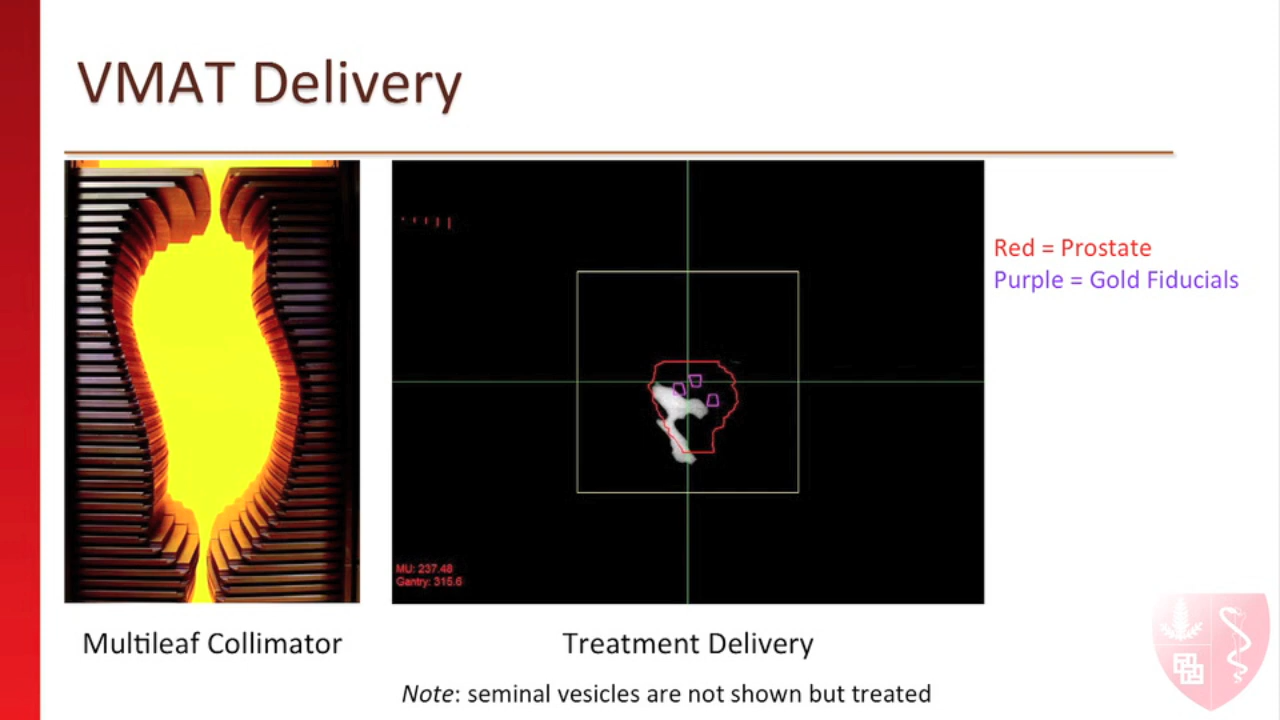 VMAT Delivery
Red = Prostate
Purple = Gold Fiducials
MU: 237.48
Gantry: 315.6
Multileaf Collimator
Treatment Delivery
Note: seminal vesicles are not shown but treated